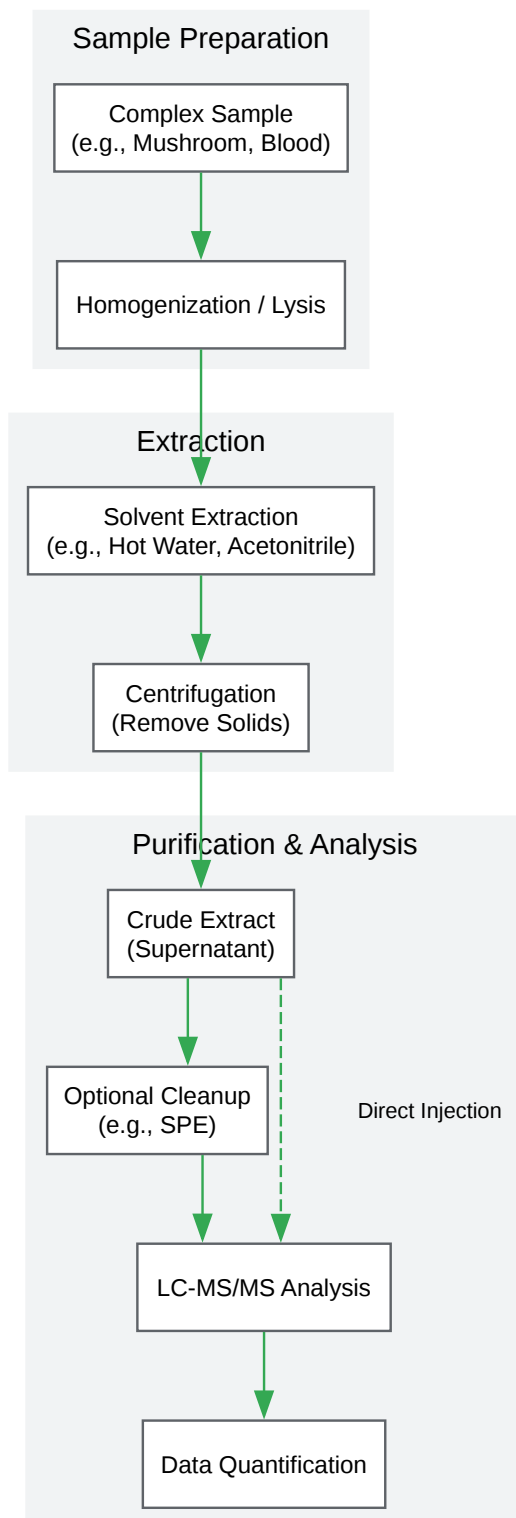 Sample Preparation
Complex Sample
(e.g., Mushroom, Blood)
Homogenization / Lysis
Extraction
Solvent Extraction
(e.g., Hot Water, Acetonitrile)
Centrifugation
(Remove Solids)
Purification & Analysis
Crude Extract
(Supernatant)
Optional Cleanup
(e.g., SPE)
Direct Injection
LC-MS/MS Analysis
Data Quantification